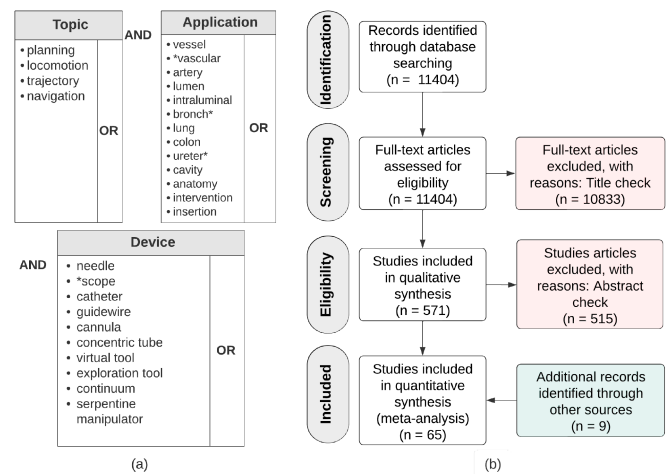 Topic
• planning
• locomotion
• trajectory
• navigation
OR
AND
Application
• vessel
• *vascular
• artery
• lumen
• intraluminal
• bronch*
• lung
• colon
• ureter*
• cavity
• anatomy
• intervention
• insertion
OR
AND
Device
• needle
• *scope
• catheter
• guidewire
• cannula
• concentric tube
• virtual tool
• exploration tool
• continuum
• serpentine
manipulator
OR
(a)
Identification
Records identified
through database
searching
(n = 11404)
Screening
Full-text articles
assessed for
eligibility
(n = 11404)
Full-text articles
excluded, with
reasons: Title check
(n = 10833)
Eligibility
Studies included
in qualitative
synthesis
(n = 571)
Studies articles
excluded, with
reasons: Abstract
check
(n = 515)
Included
Studies included
in quantitative
synthesis
(meta-analysis)
(n = 65)
Additional records
identified through
other sources
(n = 9)
(b)